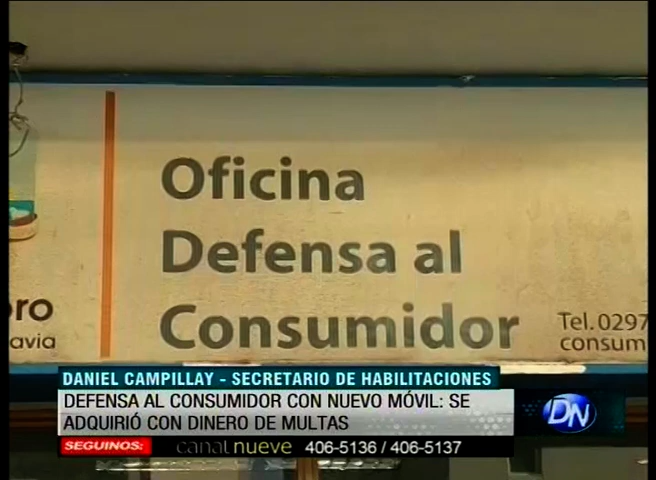 Oficina
Defensa al
Consumidor
oro
avia
Tel.0297
consum
DANIEL CAMPILLAY - SECRETARIO DE HABILITACIONES
DEFENSA AL CONSUMIDOR CON NUEVO MÓVIL: SE
ADQUIRIÓ CON DINERO DE MULTAS
DN
SEGUINOS: canal nueve 406-5136 / 406-5137